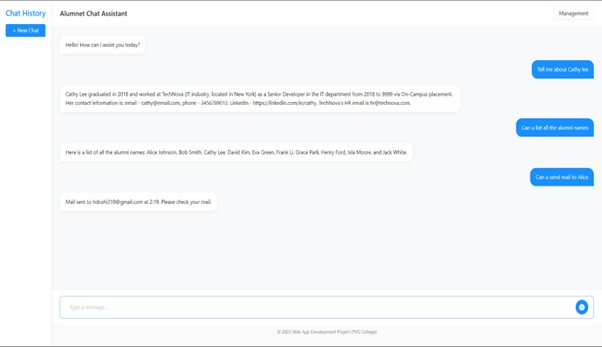 Chat History
Alumnet Chat Assistant
Management
+ New Chat
Hello! How can I assist you today?
Tell me about Cathy lee
Cathy Lee graduated in 2018 and worked at TechNova (IT Industry, located in New York) as a Senior Developer in the IT department from 2018 to 9999 via On-Campus placement.
Her contact information is: email - cathy@email.com, phone - 3456789012, LinkedIn - https://linkedin.com/in/cathy. TechNova's HR email is hr@technova.com.
Can u list all the alumni names
Here is a list of all the alumni names: Alice Johnson, Bob Smith, Cathy Lee, David Kim, Eva Green, Frank Li, Grace Park, Henry Ford, Isla Moore, and Jack White.
Can u send mail to Alice
Mail sent to hdoshi319@gmail.com at 2:19. Please check your mail.
Type a message...
© 2025 Web App Development Project (PVG College)